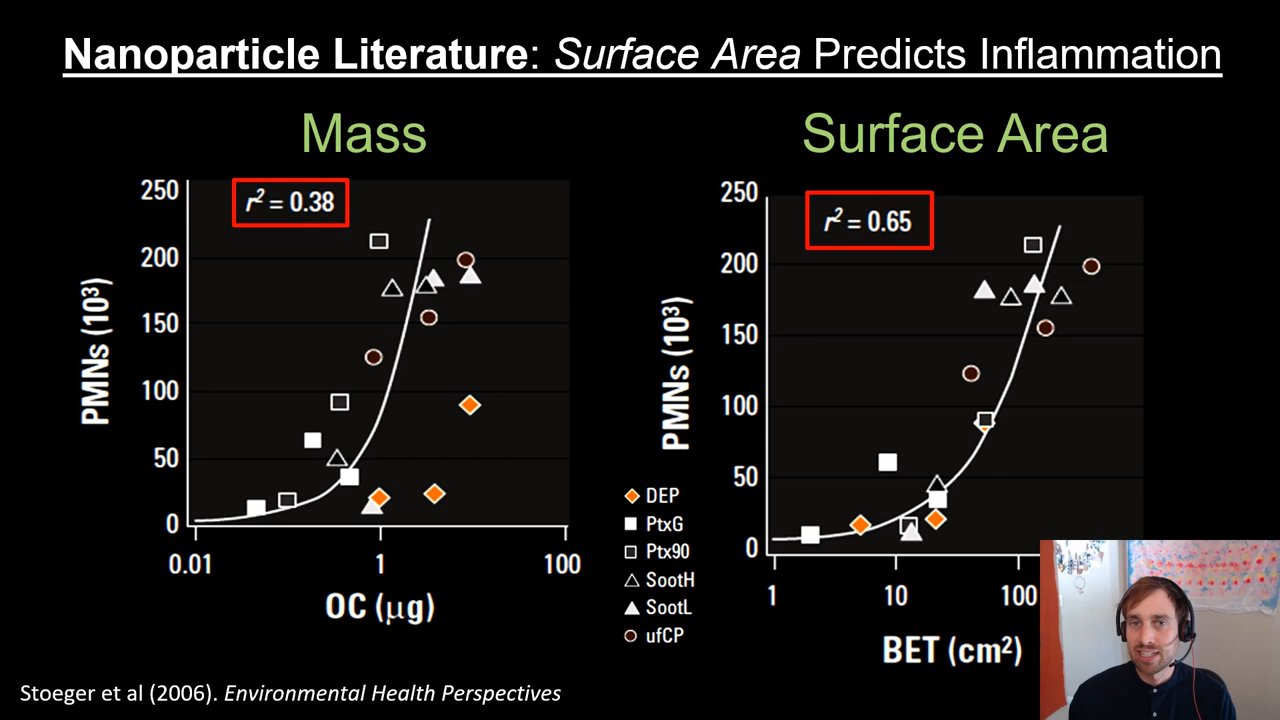 Nanoparticle Literature: Surface Area Predicts Inflammation
Mass
Surface Area
250
200
150
100
50
0
PMNs (10³)
r² = 0.38
0.01
1
100
OC (μg)
DEP
PtxG
Ptx90
SootH
SootL
ufCP
250
200
150
100
50
0
PMNs (10³)
r² = 0.65
1
10
100
BET (cm²)
Stoeger et al (2006). Environmental Health Perspectives